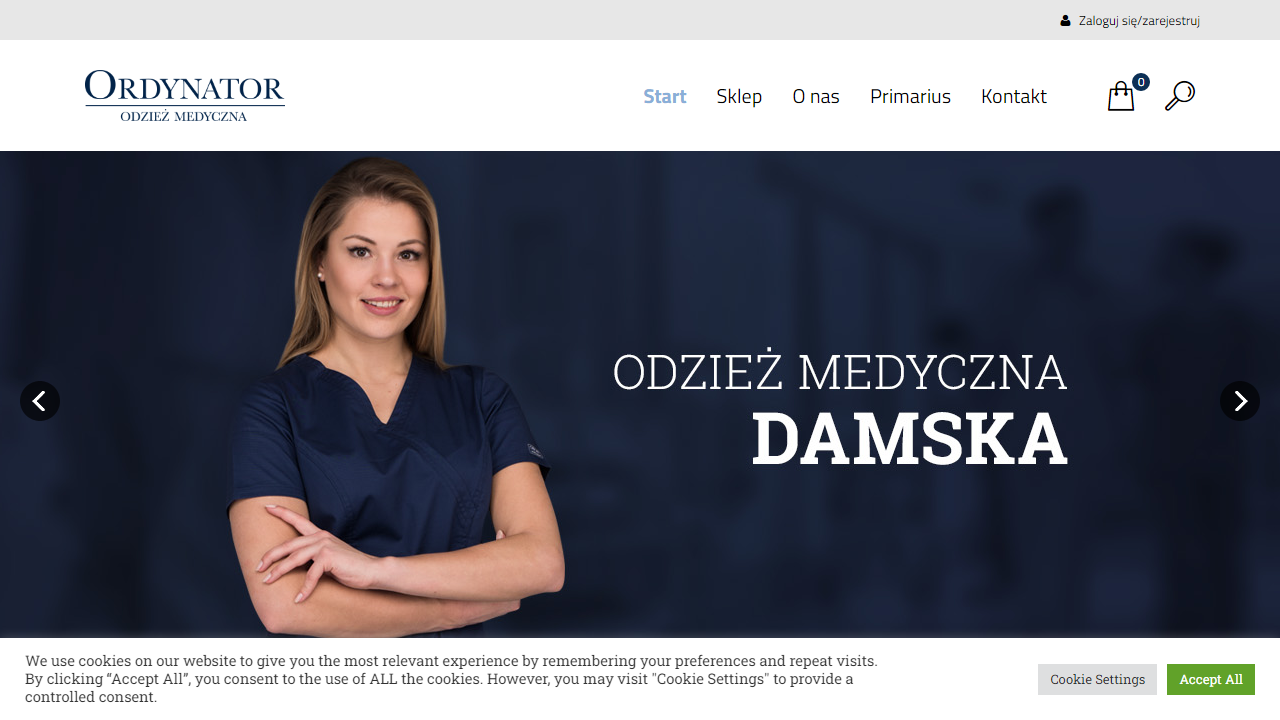 Zaloguj się/zarejestruj
ORDYNATOR
ODZIEŻ MEDYCZNA
Start Sklep O nas Primarius Kontakt
0
ODZIEŻ MEDYCZNA
DAMSKA
We use cookies on our website to give you the most relevant experience by remembering your preferences and repeat visits.
By clicking “Accept All”, you consent to the use of ALL the cookies. However, you may visit "Cookie Settings" to provide a
controlled consent.
Cookie Settings
Accept All